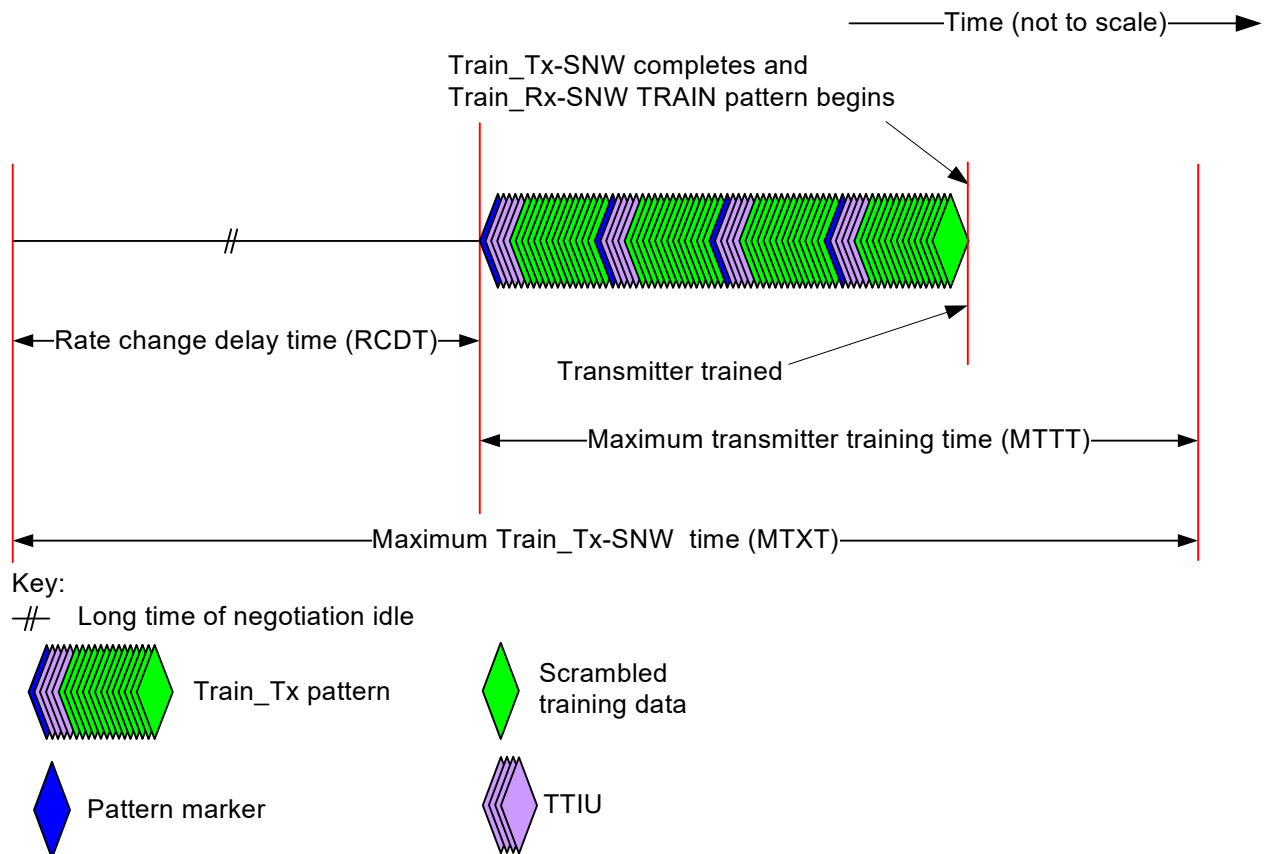 Time (not to scale)
Train_Tx-SNW completes and
Train_Rx-SNW TRAIN pattern begins
Rate change delay time (RCDT)
Transmitter trained
Maximum transmitter training time (MTTT)
Maximum Train_Tx-SNW time (MTXT)
Key:
Long time of negotiation idle
Train_Tx pattern
Scrambled
training data
Pattern marker
TTIU